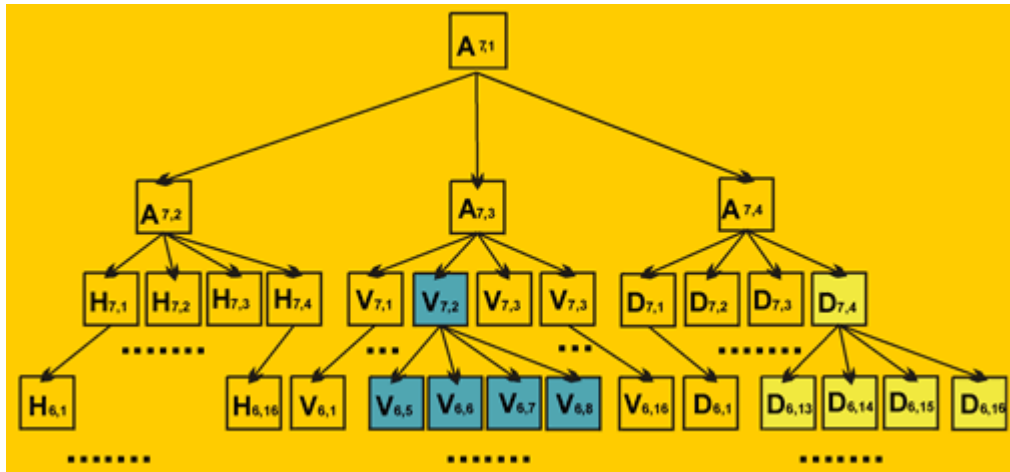 A7,1
A7,2 A7,3 A7,4
H7,1 H7,2 H7,3 H7,4 V7,1 V7,2 V7,3 V7,3 D7,1 D7,2 D7,3 D7,4
H6,1 H6,16 V6,1 V6,5 V6,6 V6,7 V6,8 V6,16 D6,1 D6,13 D6,14 D6,15 D6,16